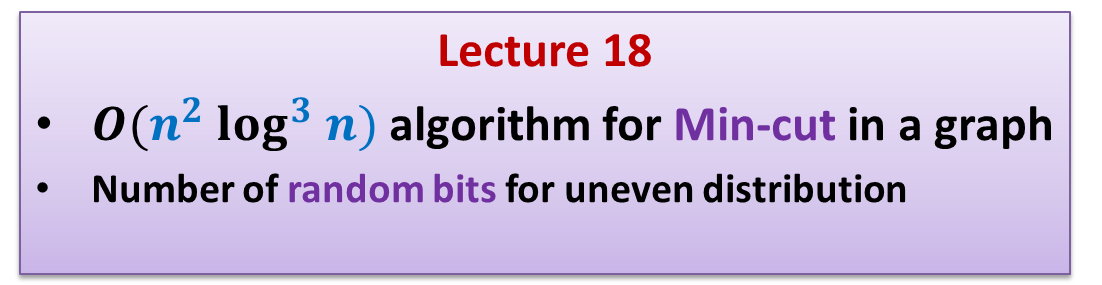 Lecture 18
• O(n² log³ n) algorithm for Min-cut in a graph
• Number of random bits for uneven distribution